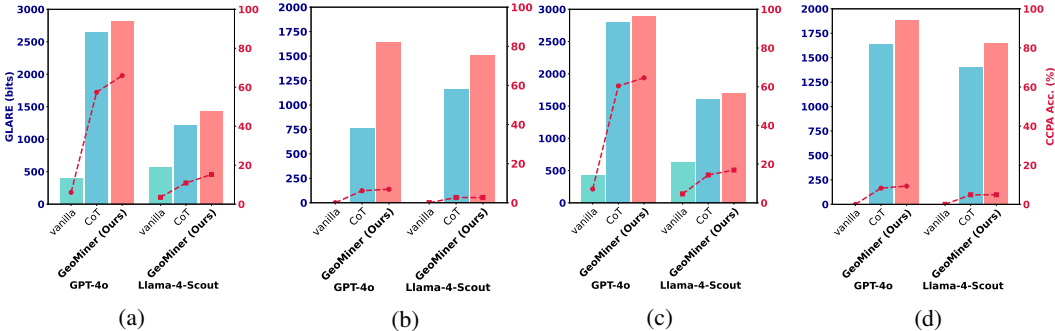 GLARE (bits)
3000
2500
2000
1500
1000
500
0
100
80
60
40
20
0
vanilla
CoT
GeoMiner (Ours)
vanilla
CoT
GeoMiner (Ours)
GPT-4o
Llama-4-Scout
(a)
2000
1750
1500
1250
1000
750
500
250
0
100
80
60
40
20
0
vanilla
CoT
GeoMiner (Ours)
vanilla
CoT
GeoMiner (Ours)
GPT-4o
Llama-4-Scout
(b)
3000
2500
2000
1500
1000
500
0
100
80
60
40
20
0
vanilla
CoT
GeoMiner (Ours)
vanilla
CoT
GeoMiner (Ours)
GPT-4o
Llama-4-Scout
(c)
2000
1750
1500
1250
1000
750
500
250
0
100
80
60
40
20
0
CCPA Acc. (%)
vanilla
CoT
GeoMiner (Ours)
vanilla
CoT
GeoMiner (Ours)
GPT-4o
Llama-4-Scout
(d)